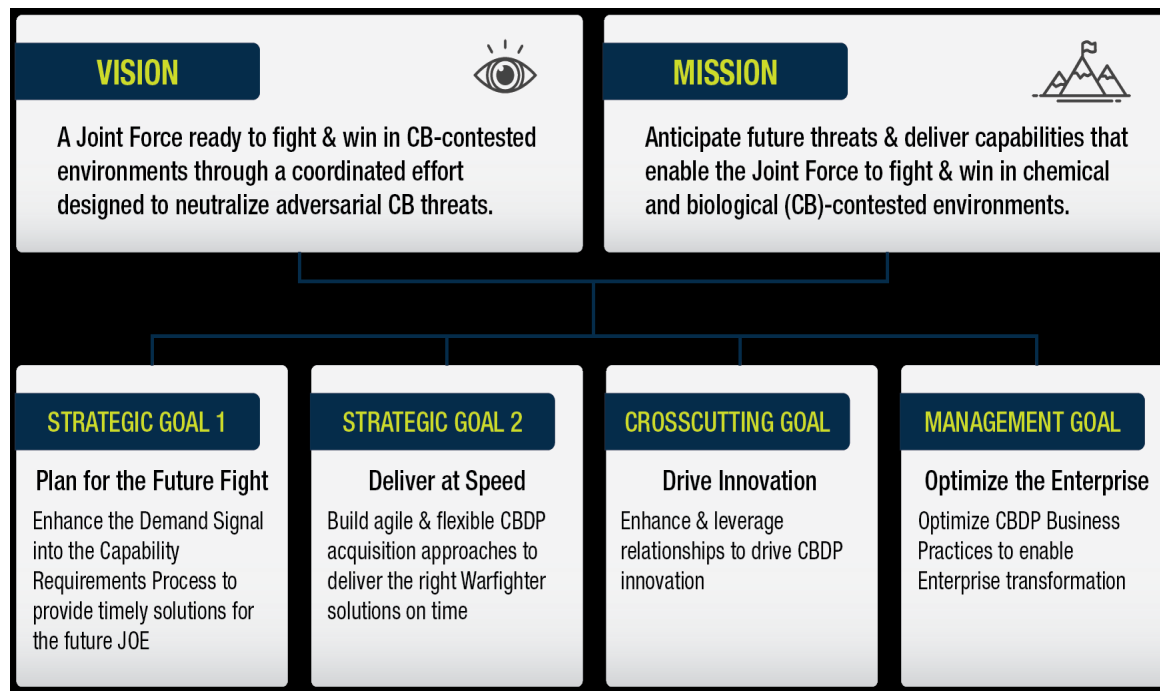 VISION
A Joint Force ready to fight & win in CB-contested
environments through a coordinated effort
designed to neutralize adversarial CB threats.
MISSION
Anticipate future threats & deliver capabilities that
enable the Joint Force to fight & win in chemical
and biological (CB)-contested environments.
STRATEGIC GOAL 1
Plan for the Future Fight
Enhance the Demand Signal
into the Capability
Requirements Process to
provide timely solutions for
the future JOE
STRATEGIC GOAL 2
Deliver at Speed
Build agile & flexible CBDP
acquisition approaches to
deliver the right Warfighter
solutions on time
CROSSCUTTING GOAL
Drive Innovation
Enhance & leverage
relationships to drive CBDP
innovation
MANAGEMENT GOAL
Optimize the Enterprise
Optimize CBDP Business
Practices to enable
Enterprise transformation